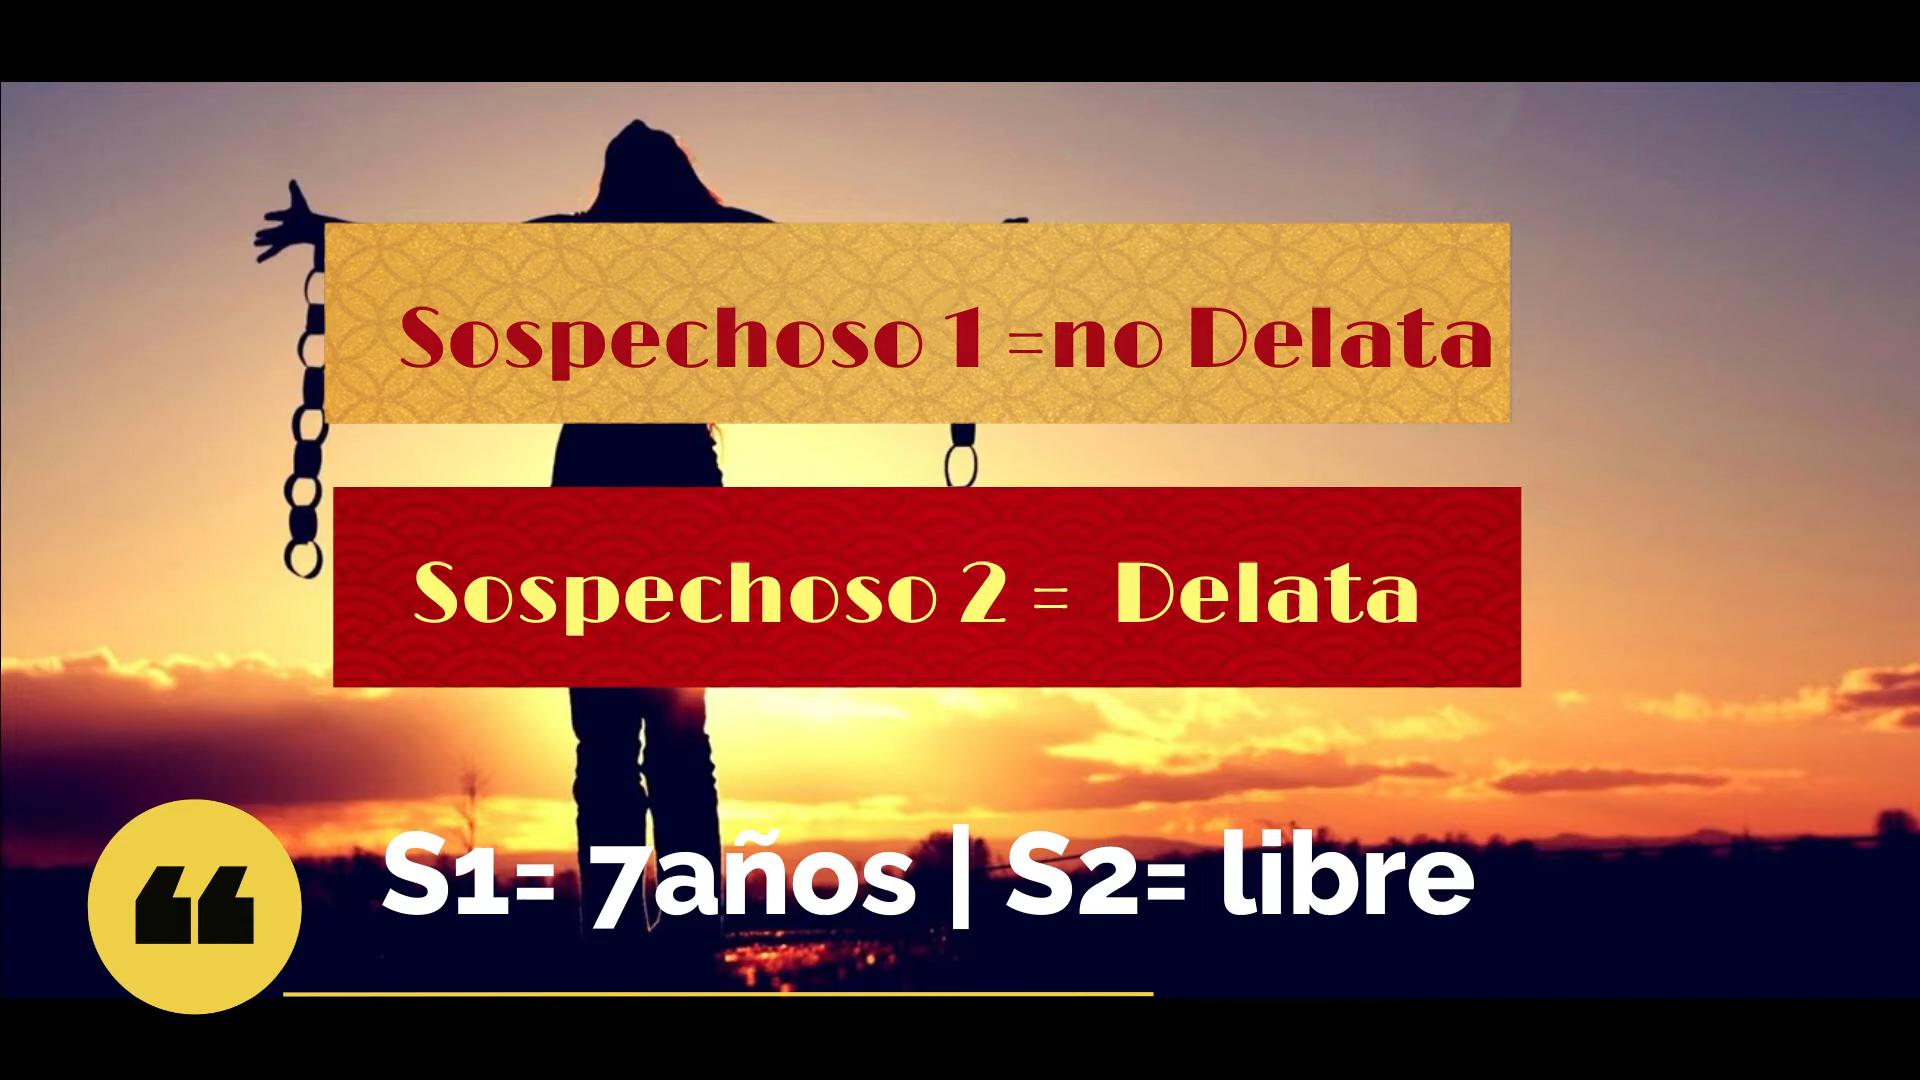 Sospechoso 1 =no Delata
Sospechoso 2 = Delata
❝
S1= 7años | S2= libre